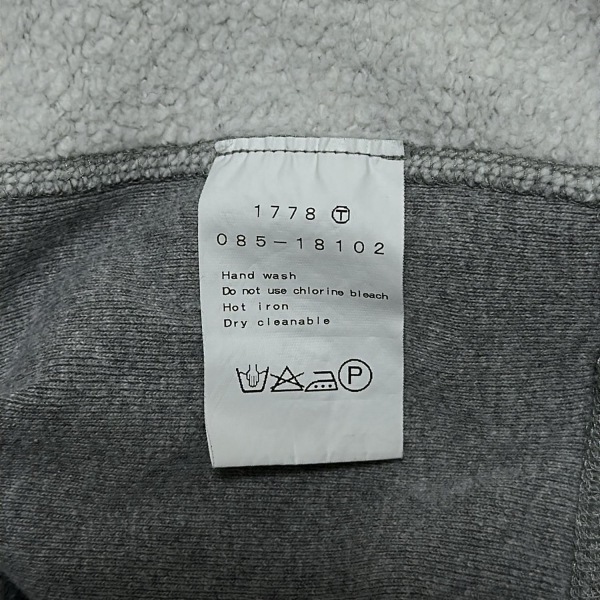 1778 Ⓣ
085-18102
Hand wash
Do not use chlorine bleach
Hot iron
Dry cleanable
P